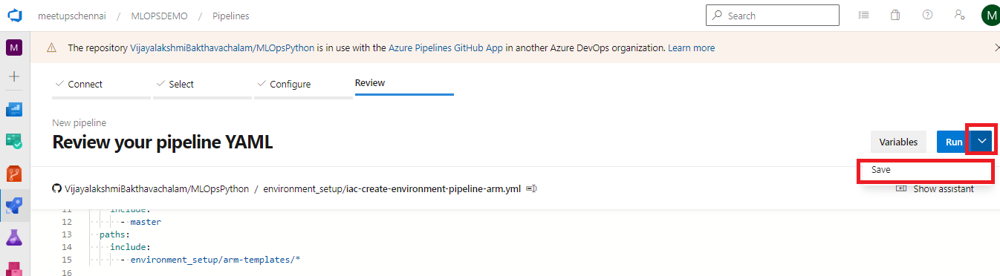 meetupschennai / MLOPSDEMO / Pipelines
Search
M
M
The repository VijayalakshmiBakthavachalam/MLOpsPython is in use with the Azure Pipelines GitHub App in another Azure DevOps organization. Learn more
Connect Select Configure Review
New pipeline
Review your pipeline YAML
Variables Run
Save
VijayalakshmiBakthavachalam/MLOpsPython / environment_setup/iac-create-environment-pipeline-arm.yml
Show assistant
11 include:
12 - master
13 paths:
14 include:
15 - environment_setup/arm-templates/*
16